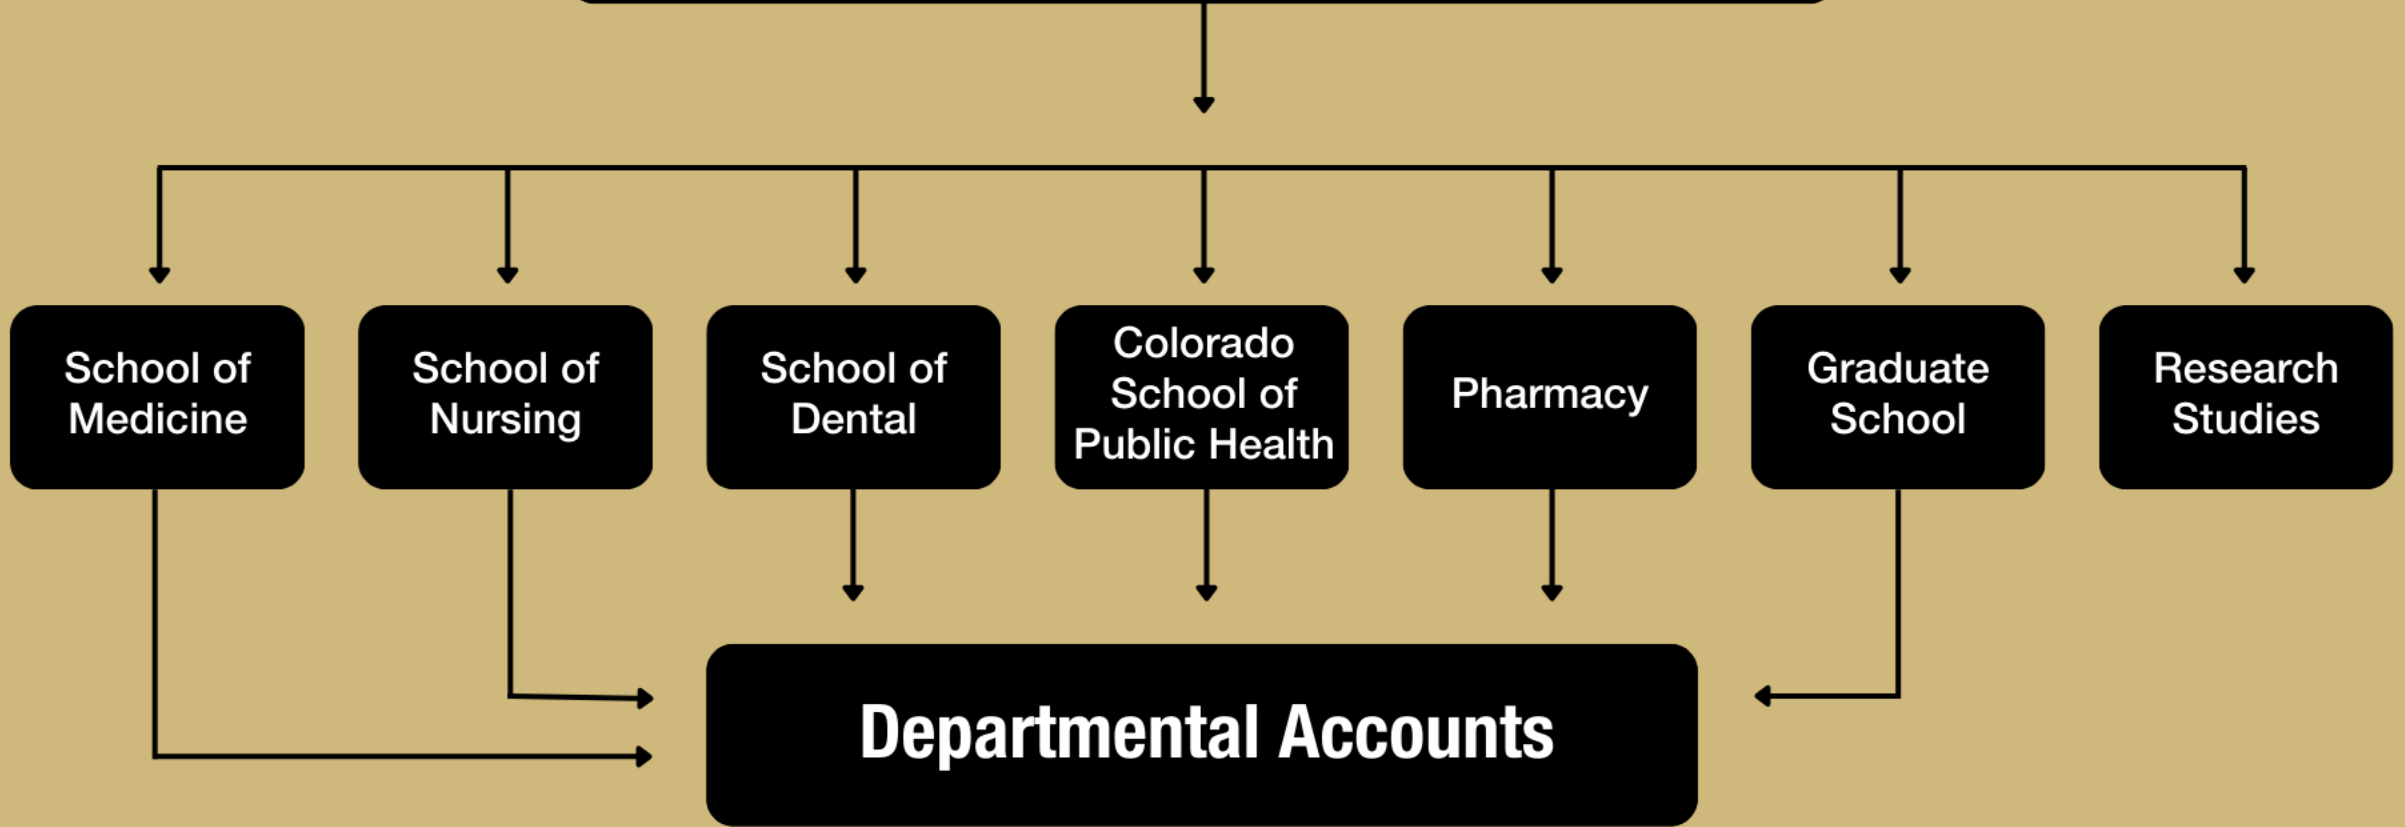 School of
Medicine
School of
Nursing
School of
Dental
Colorado
School of
Public Health
Pharmacy
Graduate
School
Research
Studies
Departmental Accounts